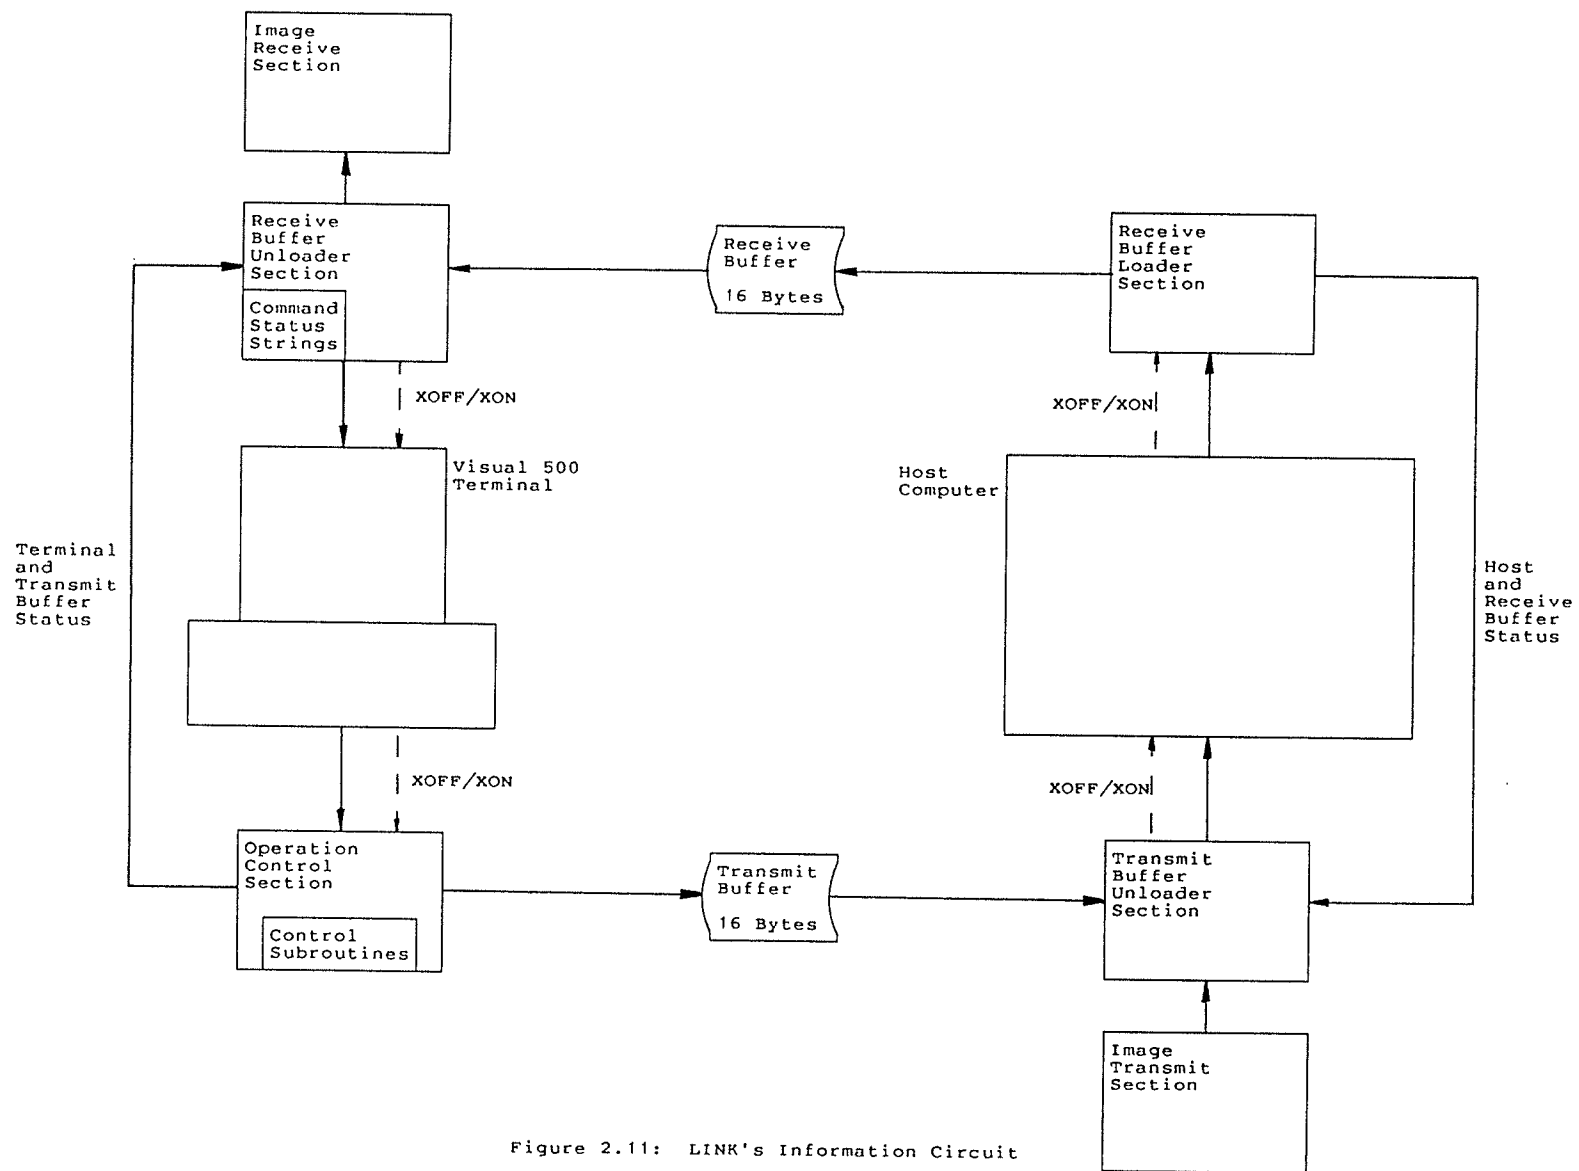 Image
Receive
Section
Receive
Buffer
Unloader
Section
Command
Status
Strings
Receive
Buffer
16 Bytes
Receive
Buffer
Loader
Section
XOFF/XON
XOFF/XON
Visual 500
Terminal
Host
Computer
Terminal
and
Transmit
Buffer
Status
Host
and
Receive
Buffer
Status
XOFF/XON
XOFF/XON
Operation
Control
Section
Control
Subroutines
Transmit
Buffer
16 Bytes
Transmit
Buffer
Unloader
Section
Image
Transmit
Section
Figure 2.11: LINK's Information Circuit